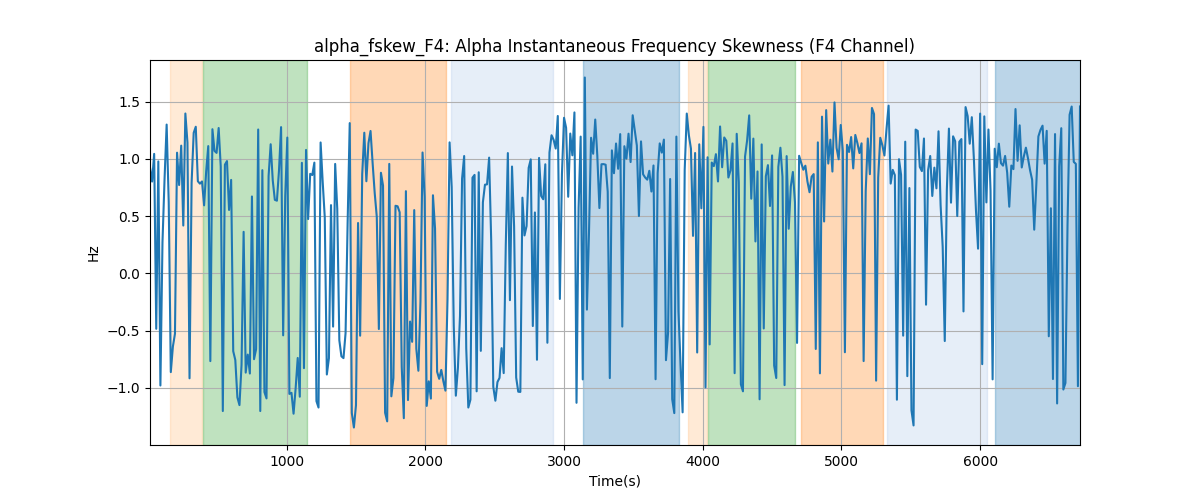 alpha_fskew_F4: Alpha Instantaneous Frequency Skewness (F4 Channel)
1.5
1.0
0.5
0.0
−0.5
−1.0
Hz
1000 2000 3000 4000 5000 6000
Time(s)